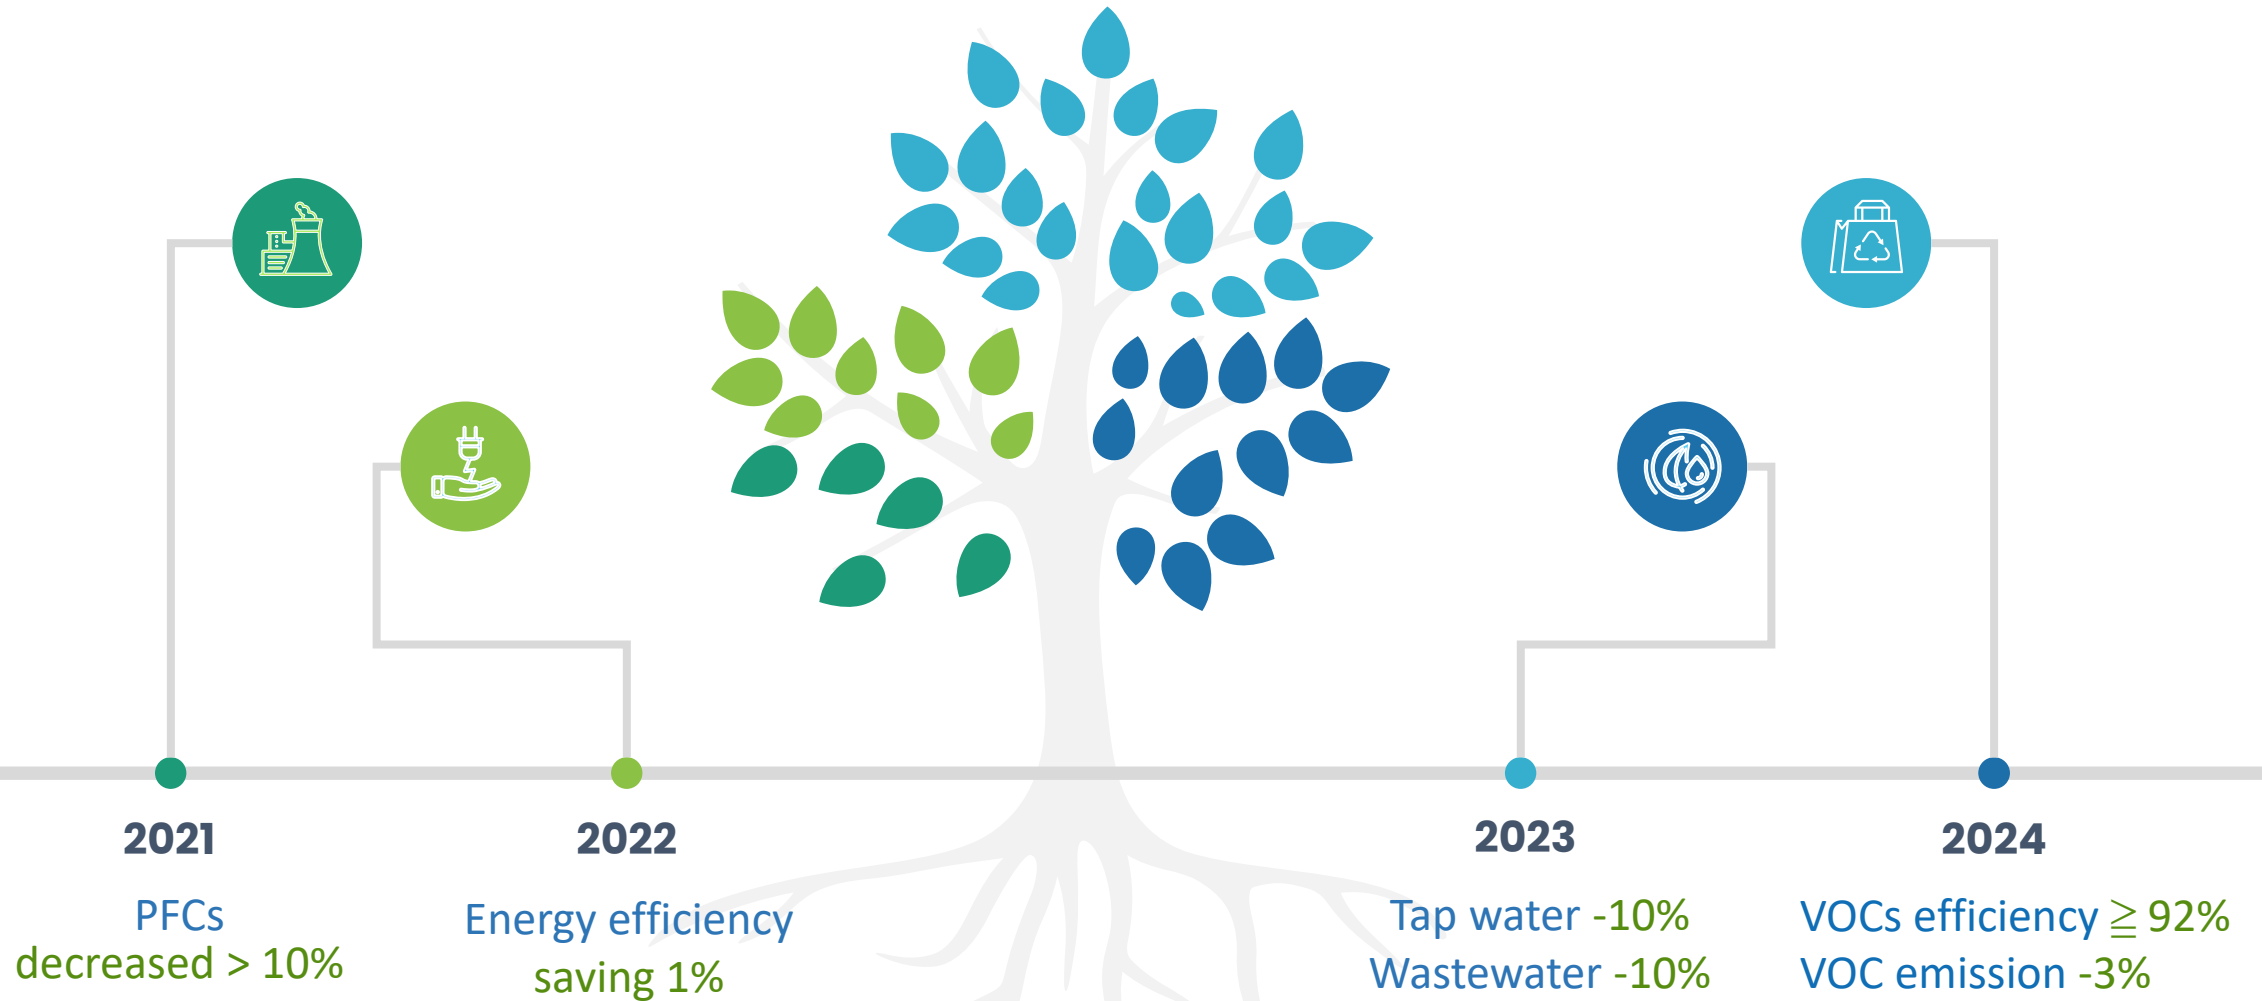 2021
PFCs
decreased > 10%
2022
Energy efficiency
saving 1%
2023
Tap water -10%
Wastewater -10%
2024
VOCs efficiency ≧ 92%
VOC emission -3%